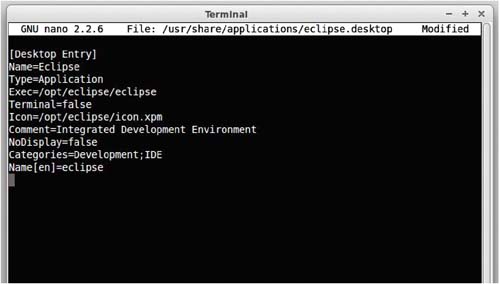 Terminal
GNU nano 2.2.6    File: /usr/share/applications/eclipse.desktop    Modified
[Desktop Entry]
Name=Eclipse
Type=Application
Exec=/opt/eclipse/eclipse
Terminal=false
Icon=/opt/eclipse/icon.xpm
Comment=Integrated Development Environment
NoDisplay=false
Categories=Development;IDE
Name[en]=eclipse